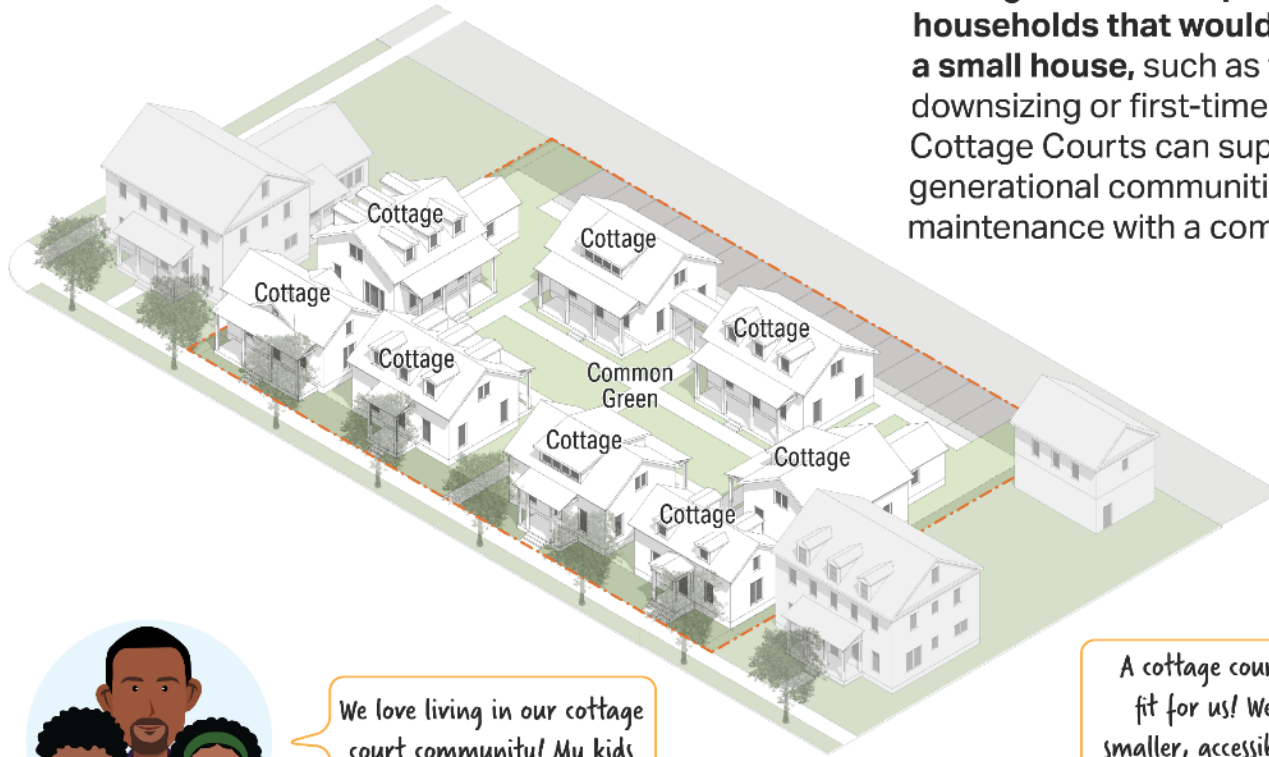 households that would
a small house, such as
downsizing or first-time
Cottage Courts can sup
generational communiti
maintenance with a com
Cottage
Cottage
Cottage
Cottage
Cottage
Common
Green
Cottage
Cottage
Cottage
We love living in our cottage
court community! My kids
A cottage cour
fit for us! We
smaller, accessib